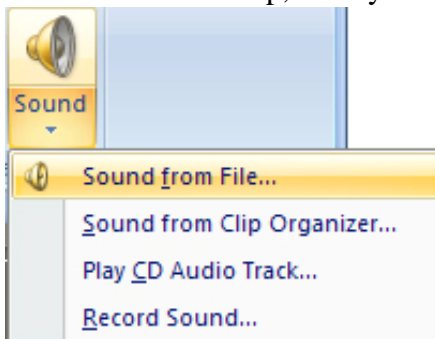 Sound
Sound from File...
Sound from Clip Organizer...
Play CD Audio Track...
Record Sound...